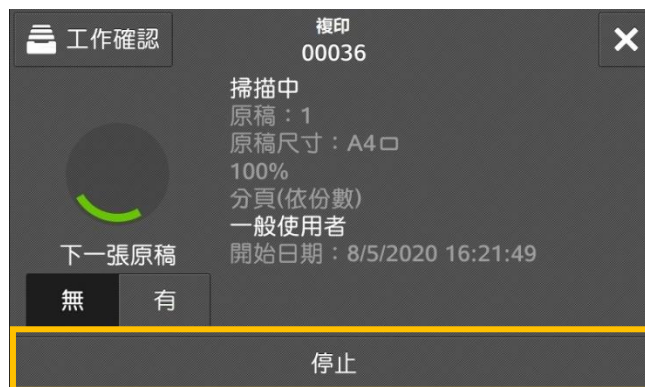 工作確認
複印
00036
掃描中
原稿：1
原稿尺寸：A4
100%
分頁(依份數)
一般使用者
開始日期：8/5/2020 16:21:49
下一張原稿
無
有
停止